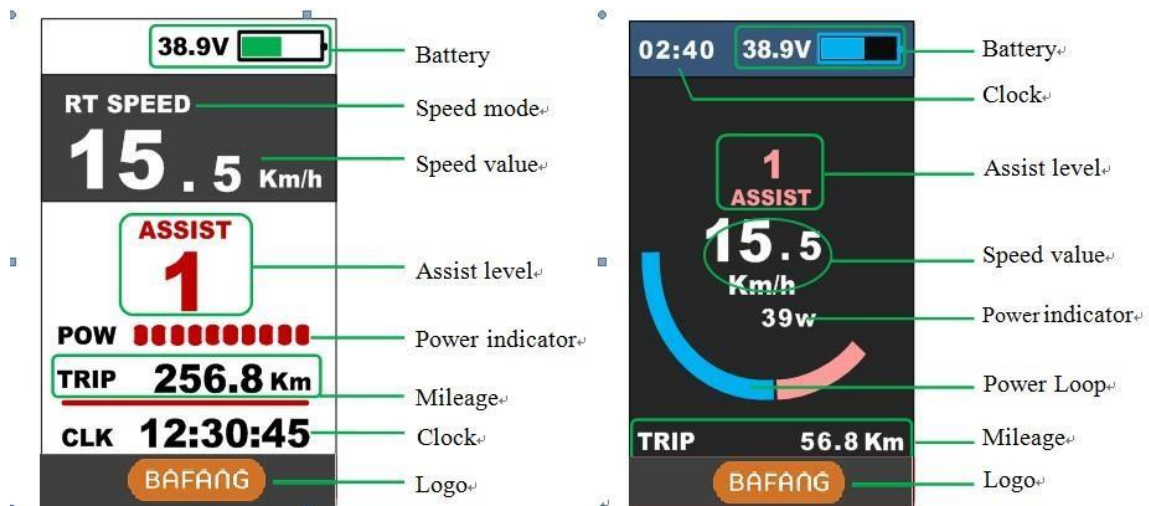 38.9V
Battery
RT SPEED
Speed mode
15.5 Km/h
Speed value
ASSIST
1
Assist level
POW
Power indicator
TRIP 256.8 Km
Mileage
CLK 12:30:45
Clock
BAFANG
Logo
02:40 38.9V
Battery
Clock
1
ASSIST
Assist level
15.5
Km/h
Speed value
39w
Power indicator
Power Loop
TRIP 56.8 Km
Mileage
BAFANG
Logo